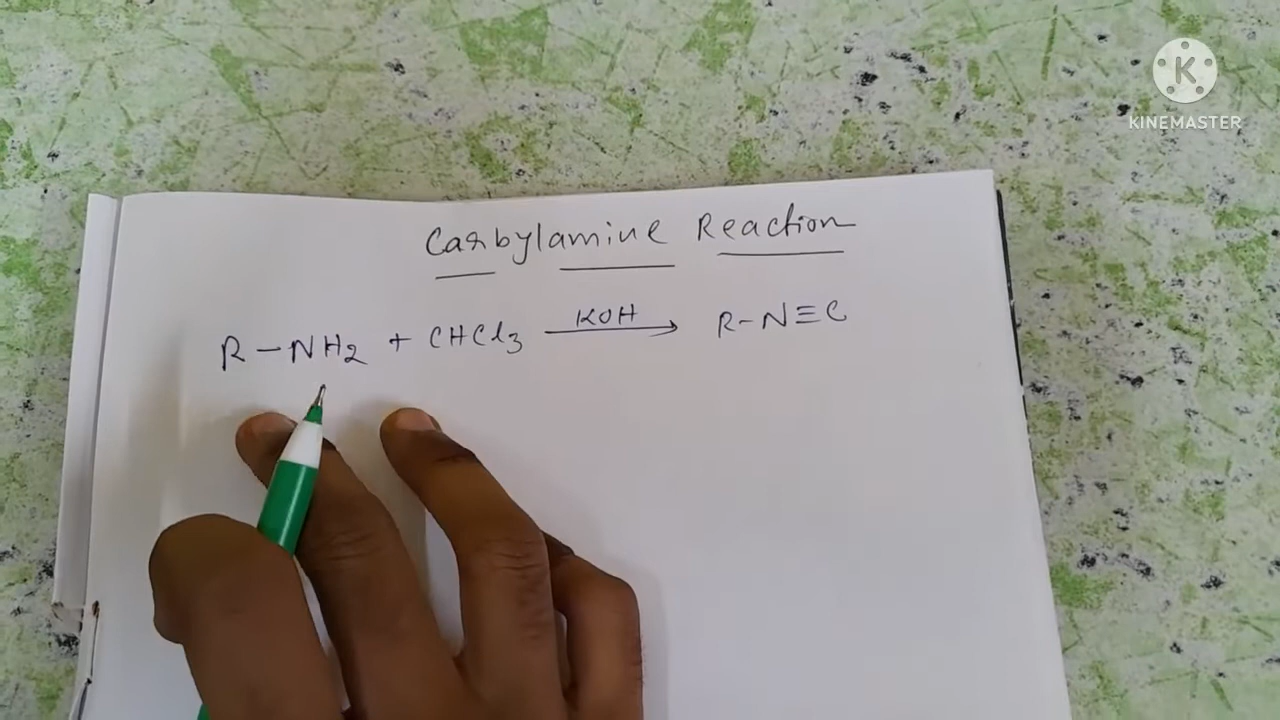 KINEMASTER
Carbylamine Reaction
R-NH2 + CHCl3 KOH→ R-N≡C